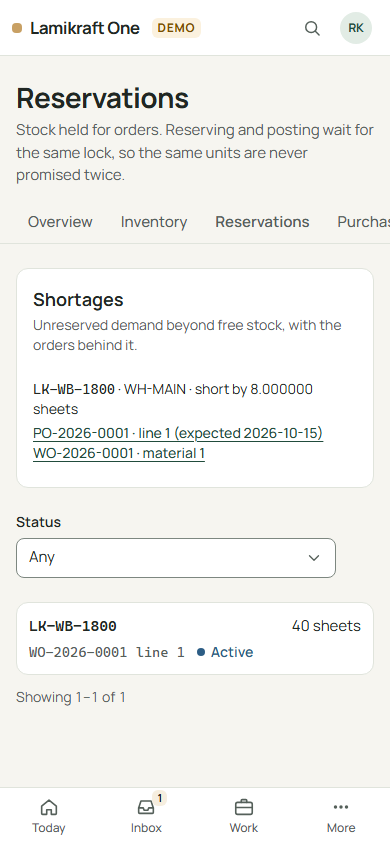 Lamikraft One DEMO RK
Reservations
Stock held for orders. Reserving and posting wait for
the same lock, so the same units are never
promised twice.
Overview Inventory Reservations Purchas
Shortages
Unreserved demand beyond free stock, with the
orders behind it.
LK-WB-1800 · WH-MAIN · short by 8.000000
sheets
PO-2026-0001 · line 1 (expected 2026-10-15)
WO-2026-0001 · material 1
Status
Any
LK-WB-1800 40 sheets
WO-2026-0001 line 1 Active
Showing 1–1 of 1
1
Today Inbox Work More